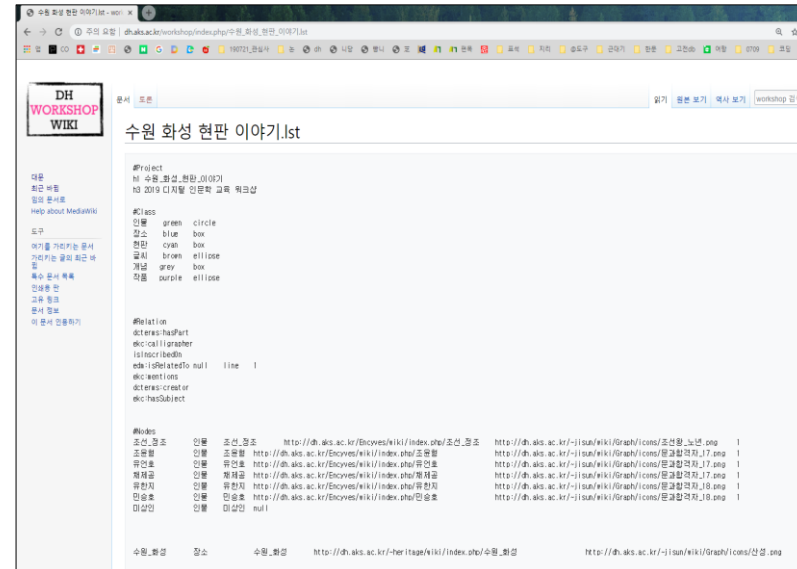 수원 화성 현판 이야기.lst - worl
주의 요함 | dh.aks.ac.kr/workshop/index.php/수원_화성_현판_이야기.lst
DH
WORKSHOP
WIKI
문서 토론
읽기 원본 보기 역사 보기 workshop 검
수원 화성 현판 이야기.lst
대문
최근 바뀜
임의 문서로
Help about MediaWiki
도구
여기를 가리키는 문서
가리키는 글의 최근 바뀜
특수 문서 목록
인쇄용 판
고유 링크
문서 정보
이 문서 인용하기
#Project
h1 수원_화성_현판_이야기
h3 2019 디지털 인문학 교육 워크샵
#Class
인물 green circle
장소 blue box
현판 cyan box
글씨 brown ellipse
개념 grey box
작품 purple ellipse
#Relation
dcterms:hasPart
ekc:calligrapher
isInscribedOn
edm:isRelatedTo null line 1
ekc:mentions
dcterms:creator
ekc:hasSubject
#Nodes
조선_정조 인물 조선_정조 http://dh.aks.ac.kr/Encyves/wiki/index.php/조선_정조 http://dh.aks.ac.kr/~jisun/wiki/Graph/icons/조선왕_노년.png 1
조윤형 인물 조윤형 http://dh.aks.ac.kr/Encyves/wiki/index.php/조윤형 http://dh.aks.ac.kr/~jisun/wiki/Graph/icons/문과합격자_17.png 1
유언호 인물 유언호 http://dh.aks.ac.kr/Encyves/wiki/index.php/유언호 http://dh.aks.ac.kr/~jisun/wiki/Graph/icons/문과합격자_17.png 1
채제공 인물 채제공 http://dh.aks.ac.kr/Encyves/wiki/index.php/채제공 http://dh.aks.ac.kr/~jisun/wiki/Graph/icons/문과합격자_17.png 1
유한지 인물 유한지 http://dh.aks.ac.kr/Encyves/wiki/index.php/유한지 http://dh.aks.ac.kr/~jisun/wiki/Graph/icons/문과합격자_18.png 1
민승호 인물 민승호 http://dh.aks.ac.kr/Encyves/wiki/index.php/민승호 http://dh.aks.ac.kr/~jisun/wiki/Graph/icons/문과합격자_18.png 1
미상인 인물 미상인 null
수원_화성 장소 수원_화성 http://dh.aks.ac.kr/~heritage/wiki/index.php/수원_화성 http://dh.aks.ac.kr/~jisun/wiki/Graph/icons/산성.png